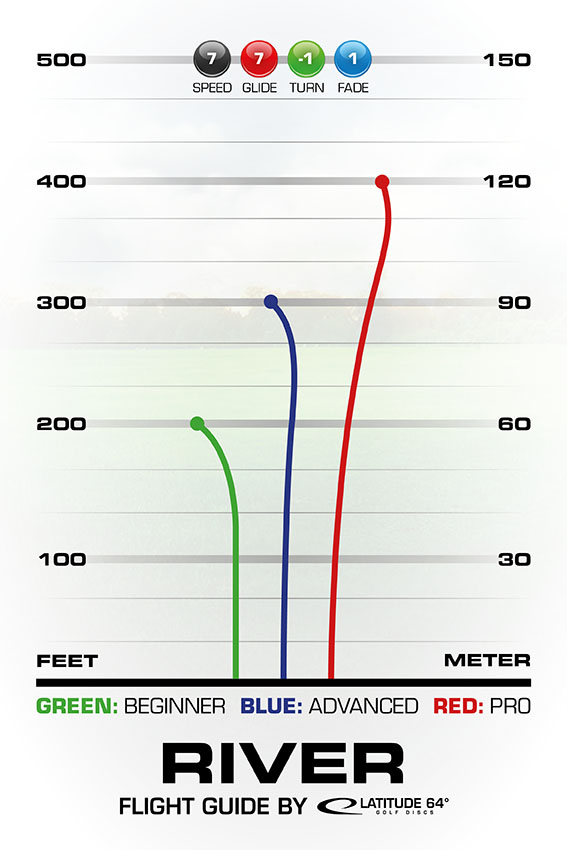 500 7 7 -1 1 150
SPEED GLIDE TURN FADE
400 120
300 90
200 60
100 30
FEET METER
GREEN: BEGINNER BLUE: ADVANCED RED: PRO
RIVER
FLIGHT GUIDE BY LATITUDE 64°
GOLF DISCS